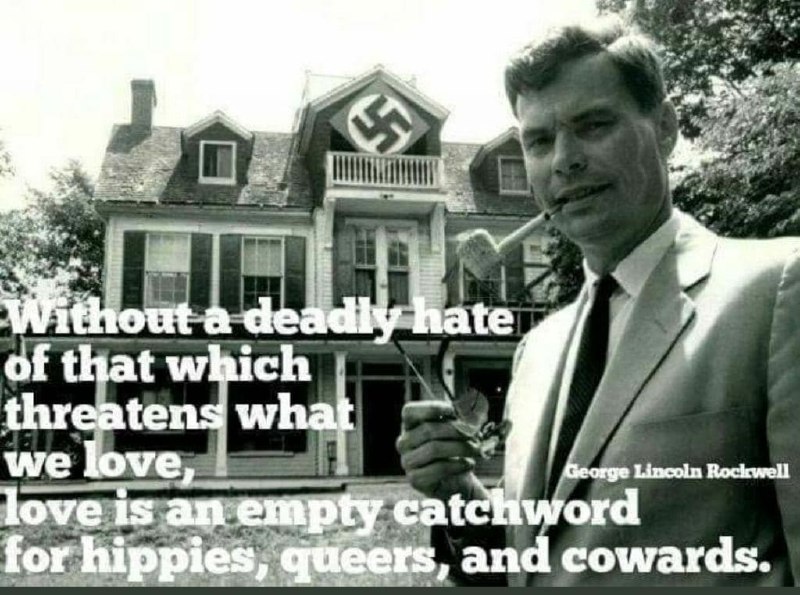 Without a deadly hate
of that which
threatens what
we love,
George Lincoln Rockwell
love is an empty catchword
for hippies, queers, and cowards.